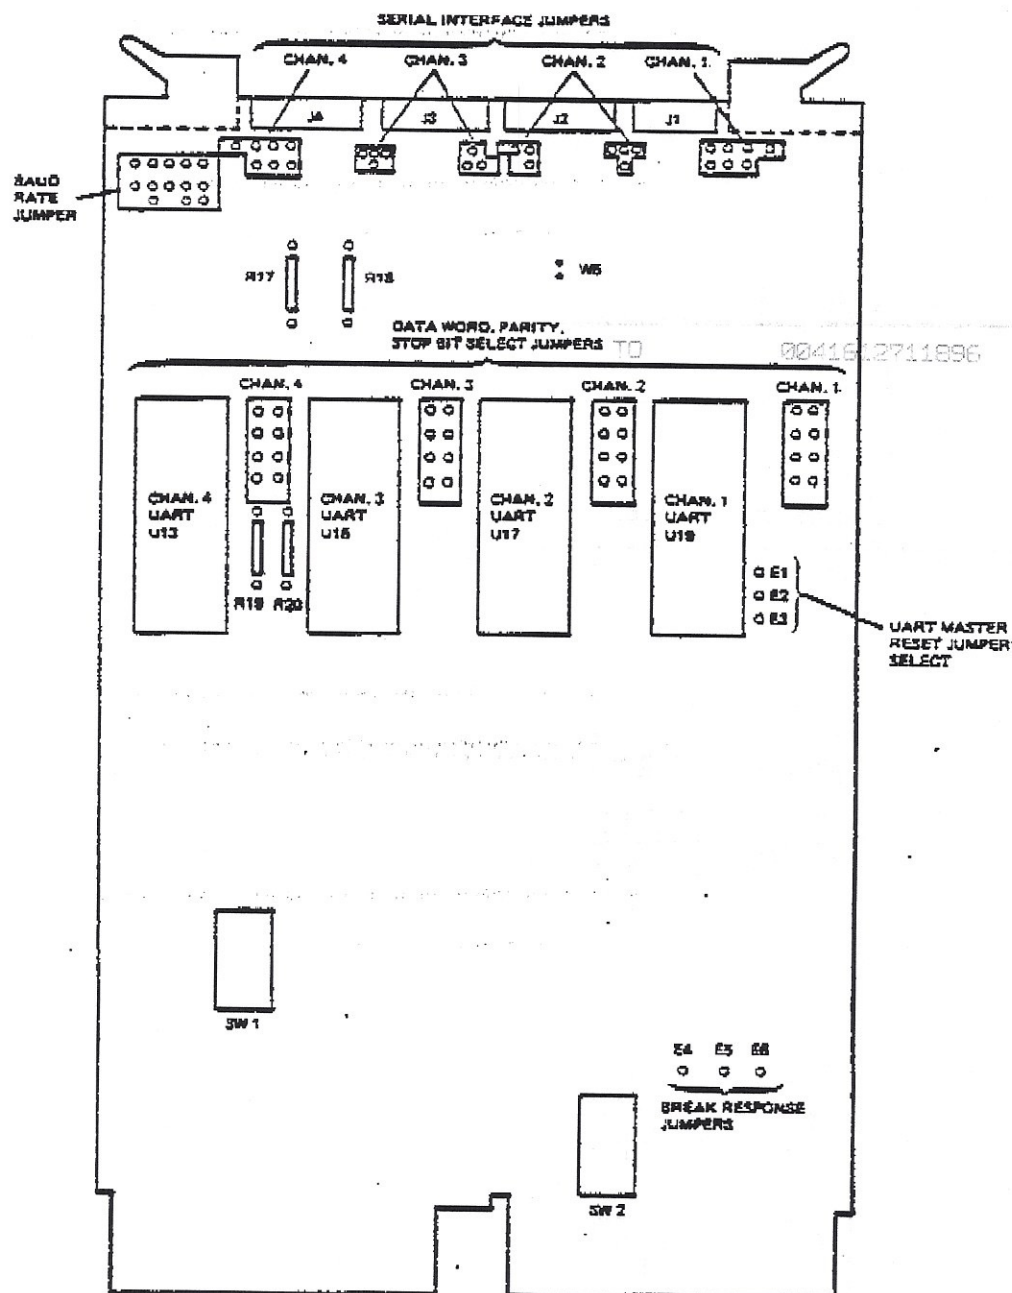 SERIAL INTERFACE JUMPERS
CHAN. 4
CHAN. 3
CHAN. 2
CHAN. 1
J4
J3
J2
J1
BAUD
RATE
JUMPER
R17
R18
W5
DATA WORD, PARITY,
STOP BIT SELECT JUMPERS
TO 0041612711896
CHAN. 4
CHAN. 3
CHAN. 2
CHAN. 1
CHAN. 4
UART
U13
CHAN. 3
UART
U15
CHAN. 2
UART
U17
CHAN. 1
UART
U19
R19
R20
E1
E2
E3
UART MASTER
RESET JUMPER
SELECT
SW 1
E4
E5
E6
BREAK RESPONSE
JUMPERS
SW 2